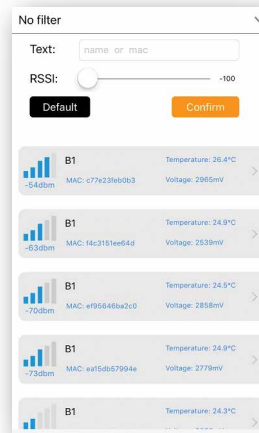 No filter
Text: name or mac
RSSI: -100
Default Confirm
B1 Temperature: 26.4°C
-54dbm MAC: c77e23feb0b3 Voltage: 2965mV
B1 Temperature: 24.9°C
-63dbm MAC: f4c3151ee64d Voltage: 2539mV
B1 Temperature: 24.5°C
-70dbm MAC: ef95646ba2c0 Voltage: 2858mV
B1 Temperature: 24.9°C
-73dbm MAC: ea15db57994e Voltage: 2779mV
B1 Temperature: 24.3°C